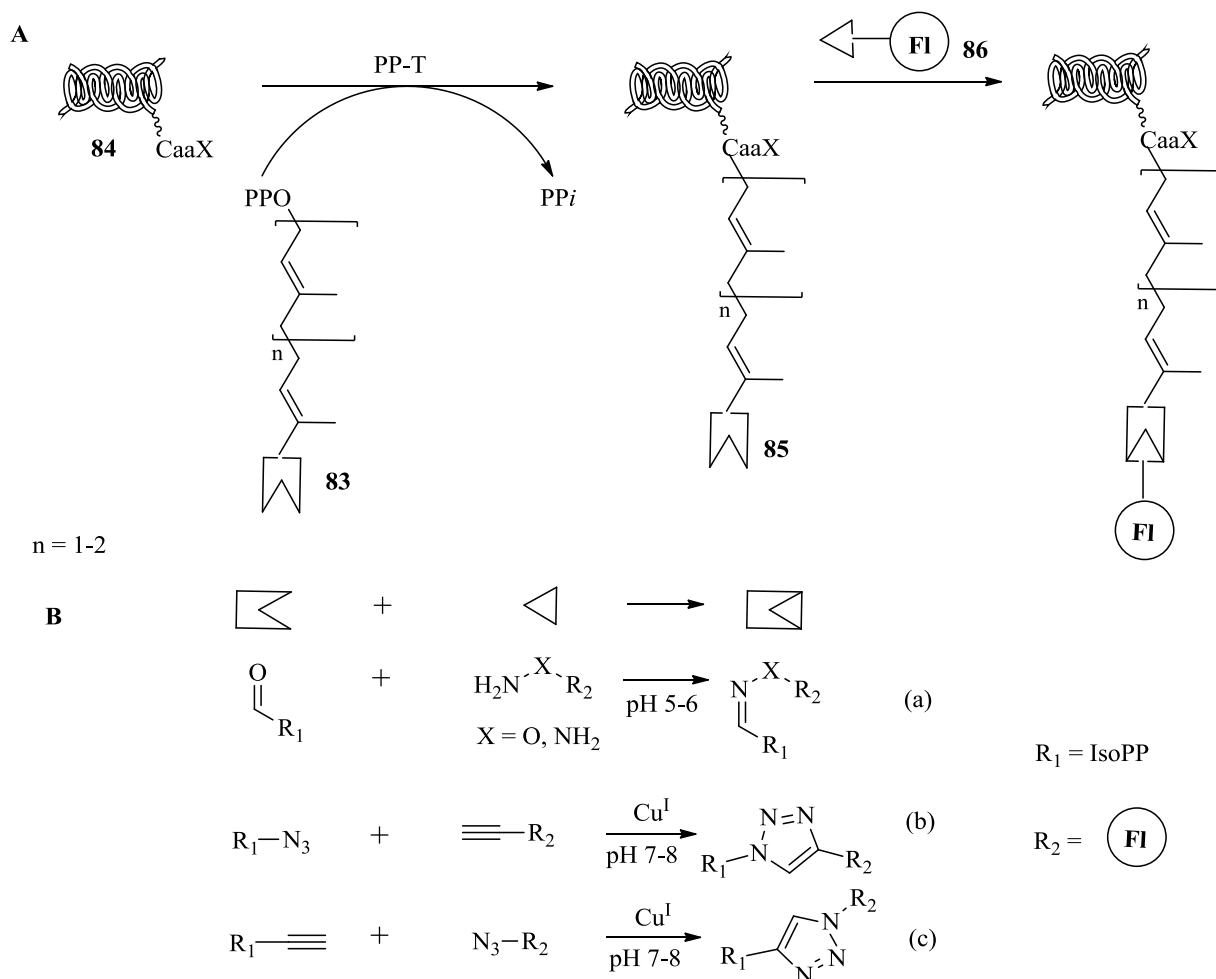 A
PP-T
Fl 86
84 CaaX
CaaX
CaaX
PPO
PPi
n
n
n
83
85
Fl
n = 1-2
B
+
O
R1
+
H2N X R2
X = O, NH2
pH 5-6
N X R2
R1
(a)
R1 = IsoPP
R1–N3
+
R2
CuI
pH 7-8
N=N
R1 N R2
(b)
R2 = Fl
R1
+
N3–R2
CuI
pH 7-8
R2
N
R1 N N
(c)